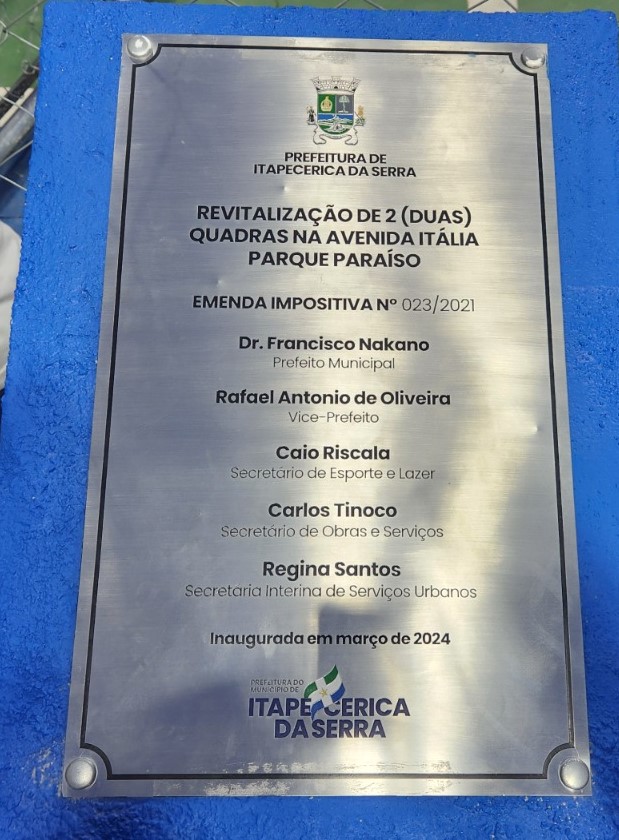 PREFEITURA DE
ITAPECERICA DA SERRA
REVITALIZAÇÃO DE 2 (DUAS)
QUADRAS NA AVENIDA ITÁLIA
PARQUE PARAÍSO
EMENDA IMPOSITIVA Nº 023/2021
Dr. Francisco Nakano
Prefeito Municipal
Rafael Antonio de Oliveira
Vice-Prefeito
Caio Riscala
Secretário de Esporte e Lazer
Carlos Tinoco
Secretário de Obras e Serviços
Regina Santos
Secretaria Interina de Serviços Urbanos
Inaugurada em março de 2024
PREFEITURA DO
MUNICÍPIO DE
ITAPECERICA
DA SERRA